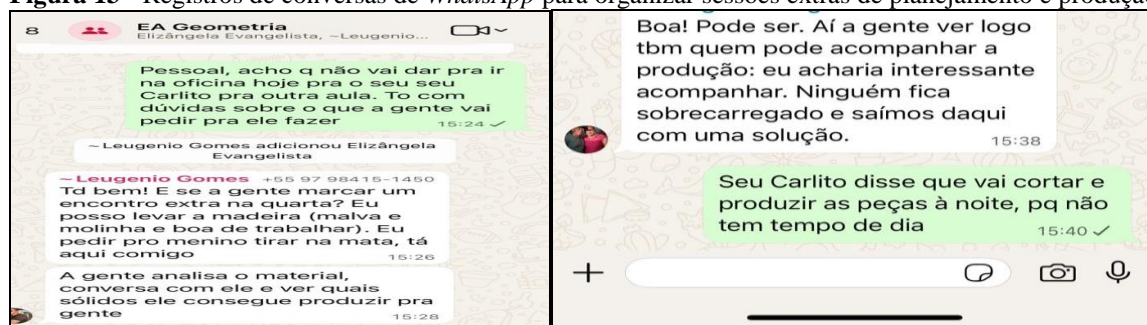 Figura 15 - Registros de conversas de WhatsApp para organizar sessões extras de planejamento e produção
8
EA Geometria
Elizângela Evangelista, ~Leugenio...
Pessoal, acho q não vai dar pra ir
na oficina hoje pra o seu seu
Carlito pra outra aula. To com
dúvidas sobre o que a gente vai
pedir pra ele fazer
15:24
~Leugenio Gomes adicionou Elizângela
Evangelista
~Leugenio Gomes +55 97 98415-1450
Td bem! E se a gente marcar um
encontro extra na quarta? Eu
posso levar a madeira (malva e
molinha e boa de trabalhar). Eu
pedir pro menino tirar na mata, tá
aqui comigo
15:26
A gente analisa o material,
conversa com ele e ver quais
sólidos ele consegue produzir pra
gente
15:28
Boa! Pode ser. Aí a gente ver logo
tbm quem pode acompanhar a
produção: eu acharia interessante
acompanhar. Ninguém fica
sobrecarregado e saímos daqui
com uma solução.
15:38
Seu Carlito disse que vai cortar e
produzir as peças à noite, pq não
tem tempo de dia
15:40